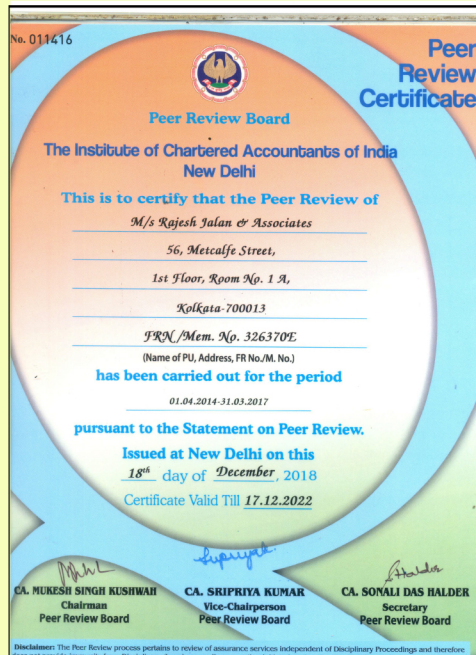 No. 011416
Peer
Review
Certificate
Peer Review Board
The Institute of Chartered Accountants of India
New Delhi
This is to certify that the Peer Review of
M/s Rajesh Jalan & Associates
56, Metcalfe Street,
1st Floor, Room No. 1 A,
Kolkata-700013
FRN/Mem. No. 326370E
(Name of PU, Address, FR No./M. No.)
has been carried out for the period
01.04.2014-31.03.2017
pursuant to the Statement on Peer Review.
Issued at New Delhi on this
18th day of December, 2018
Certificate Valid Till 17.12.2022
CA. MUKESH SINGH KUSHWAH
Chairman
Peer Review Board
CA. SRIPRIYA KUMAR
Vice-Chairperson
Peer Review Board
CA. SONALI DAS HALDER
Secretary
Peer Review Board
Disclaimer: The Peer Review process pertains to review of assurance services independent of Disciplinary Proceedings and therefore